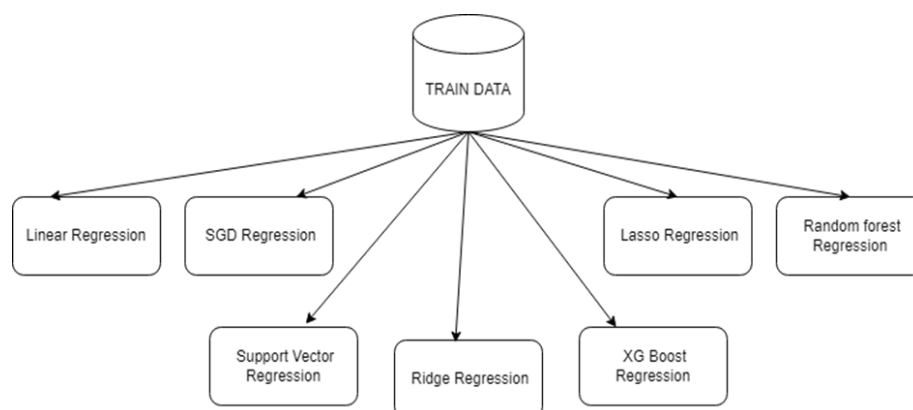 TRAIN DATA
Linear Regression
SGD Regression
Lasso Regression
Random forest
Regression
Support Vector
Regression
Ridge Regression
XG Boost
Regression